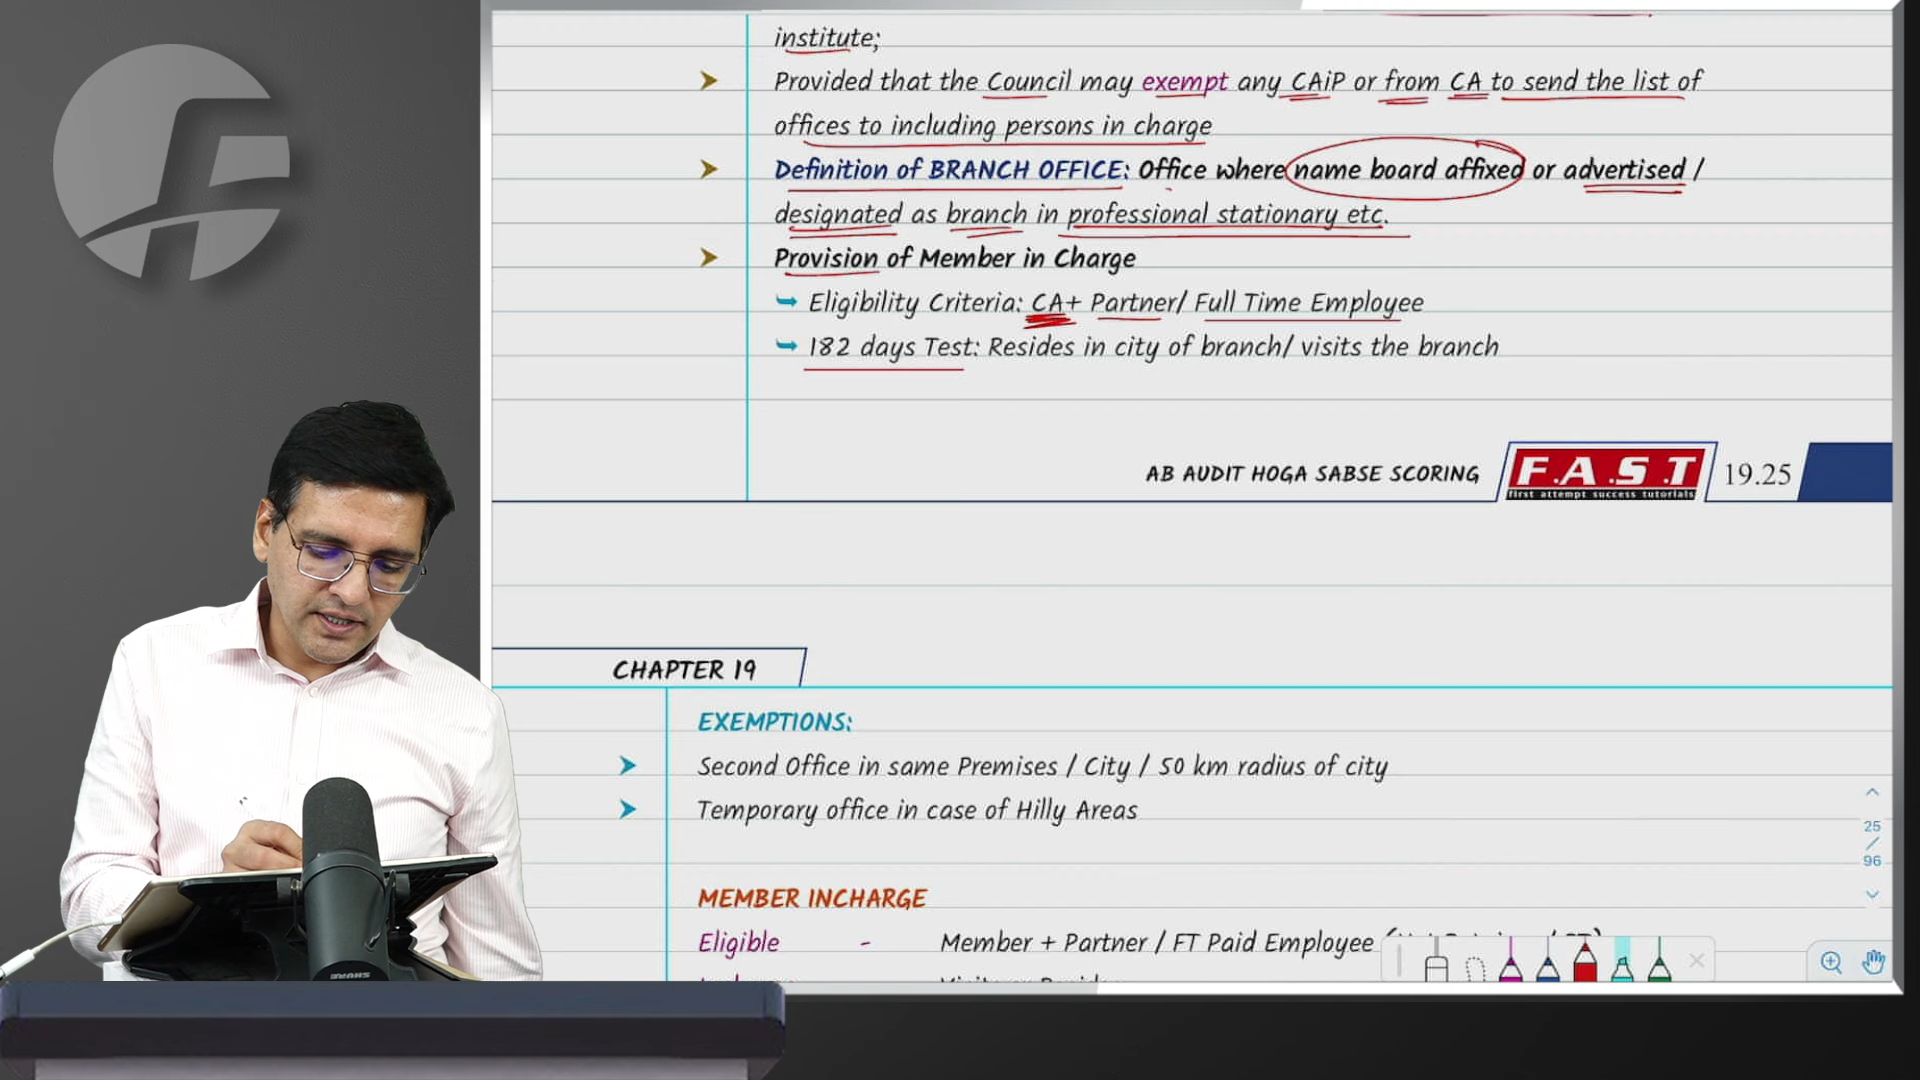 institute;
➤ Provided that the Council may exempt any CAiP or from CA to send the list of
offices to including persons in charge
➤ Definition of BRANCH OFFICE: Office where name board affixed or advertised /
designated as branch in professional stationary etc.
➤ Provision of Member in Charge
Eligibility Criteria: CA+ Partner/ Full Time Employee
182 days Test: Resides in city of branch/ visits the branch
AB AUDIT HOGA SABSE SCORING F.A.S.T 19.25
first attempt success tutorials
CHAPTER 19
EXEMPTIONS:
➤ Second Office in same Premises / City / 50 km radius of city
➤ Temporary office in case of Hilly Areas
25
/
96
MEMBER INCHARGE
Eligible - Member + Partner / FT Paid Employee
SHURE